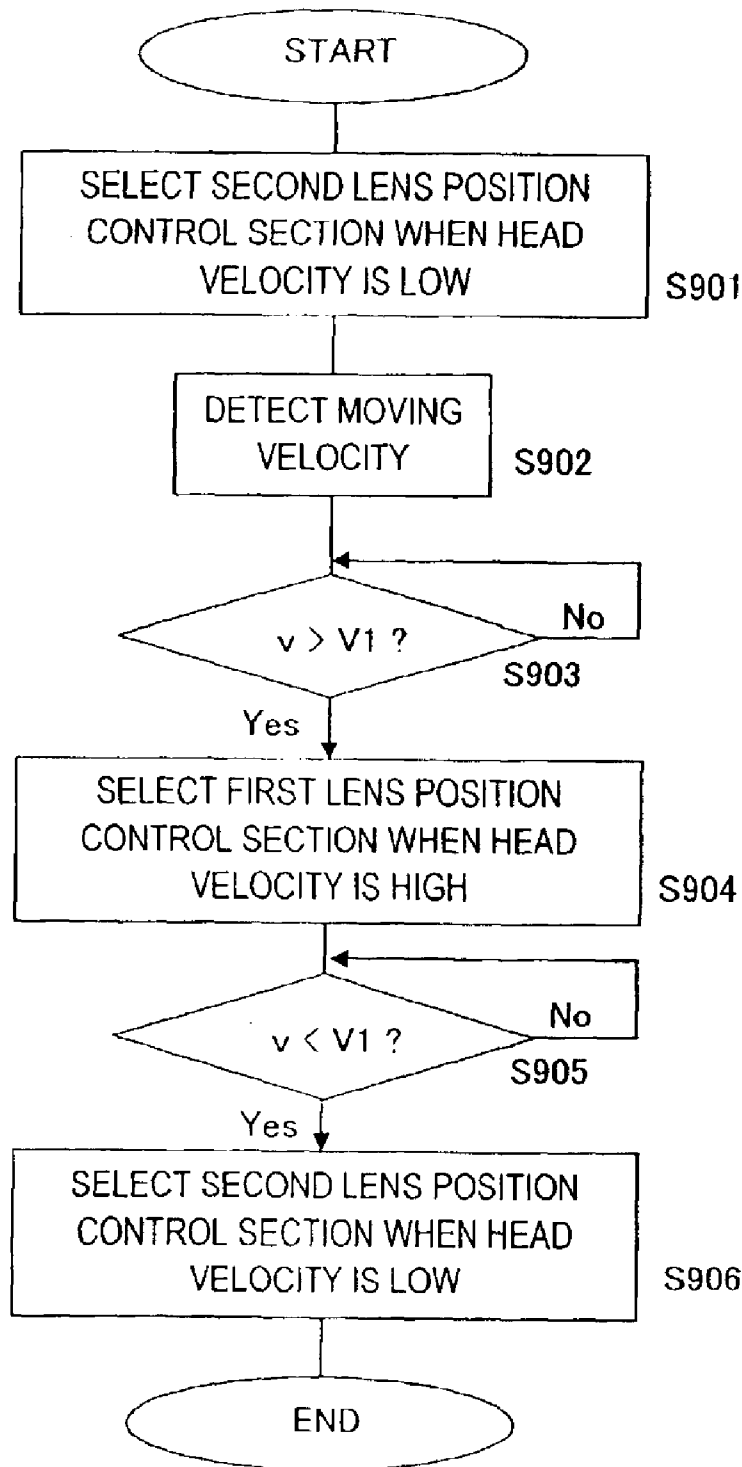 START
SELECT SECOND LENS POSITION
CONTROL SECTION WHEN HEAD
VELOCITY IS LOW
S901
DETECT MOVING
VELOCITY
S902
No
v > V1 ?
S903
Yes
SELECT FIRST LENS POSITION
CONTROL SECTION WHEN HEAD
VELOCITY IS HIGH
S904
No
v < V1 ?
S905
Yes
SELECT SECOND LENS POSITION
CONTROL SECTION WHEN HEAD
VELOCITY IS LOW
S906
END